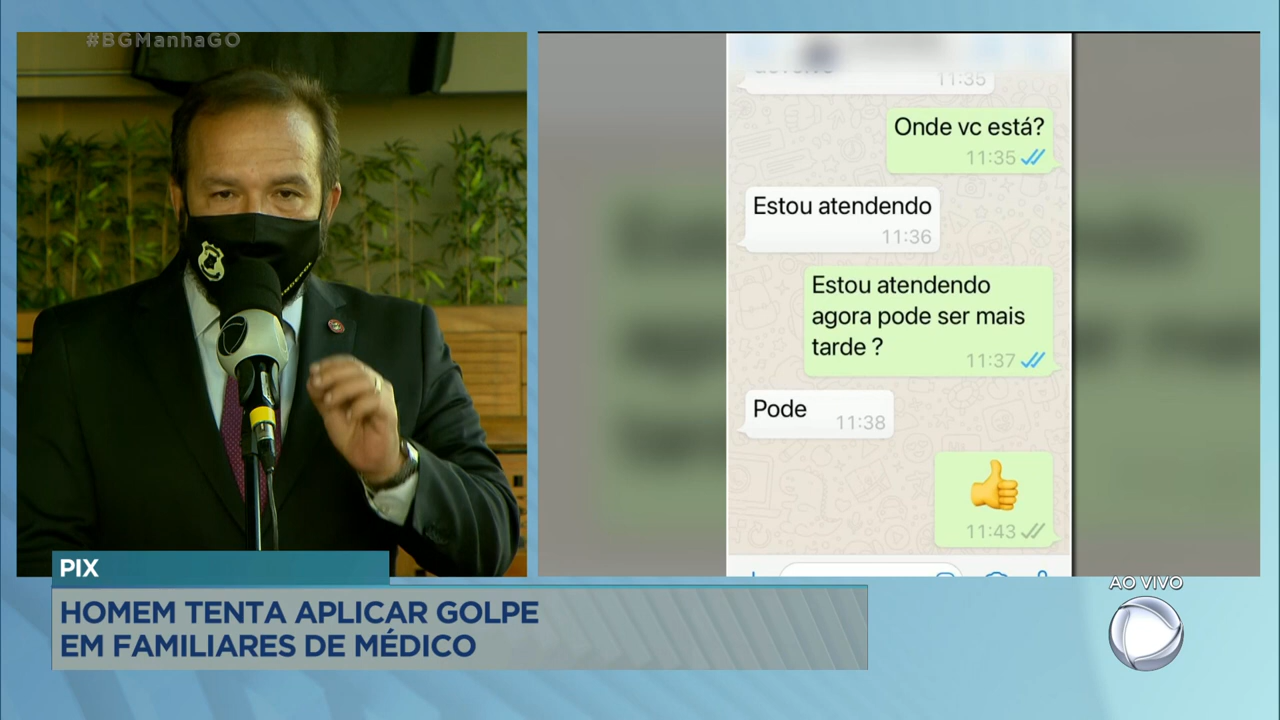 #BGManhaGO
11:35
Onde vc está?
11:35
Estou atendendo
11:36
Estou atendendo
agora pode ser mais
tarde ?
11:37
Pode
11:38
11:43
PIX
HOMEM TENTA APLICAR GOLPE
EM FAMILIARES DE MÉDICO
AO VIVO